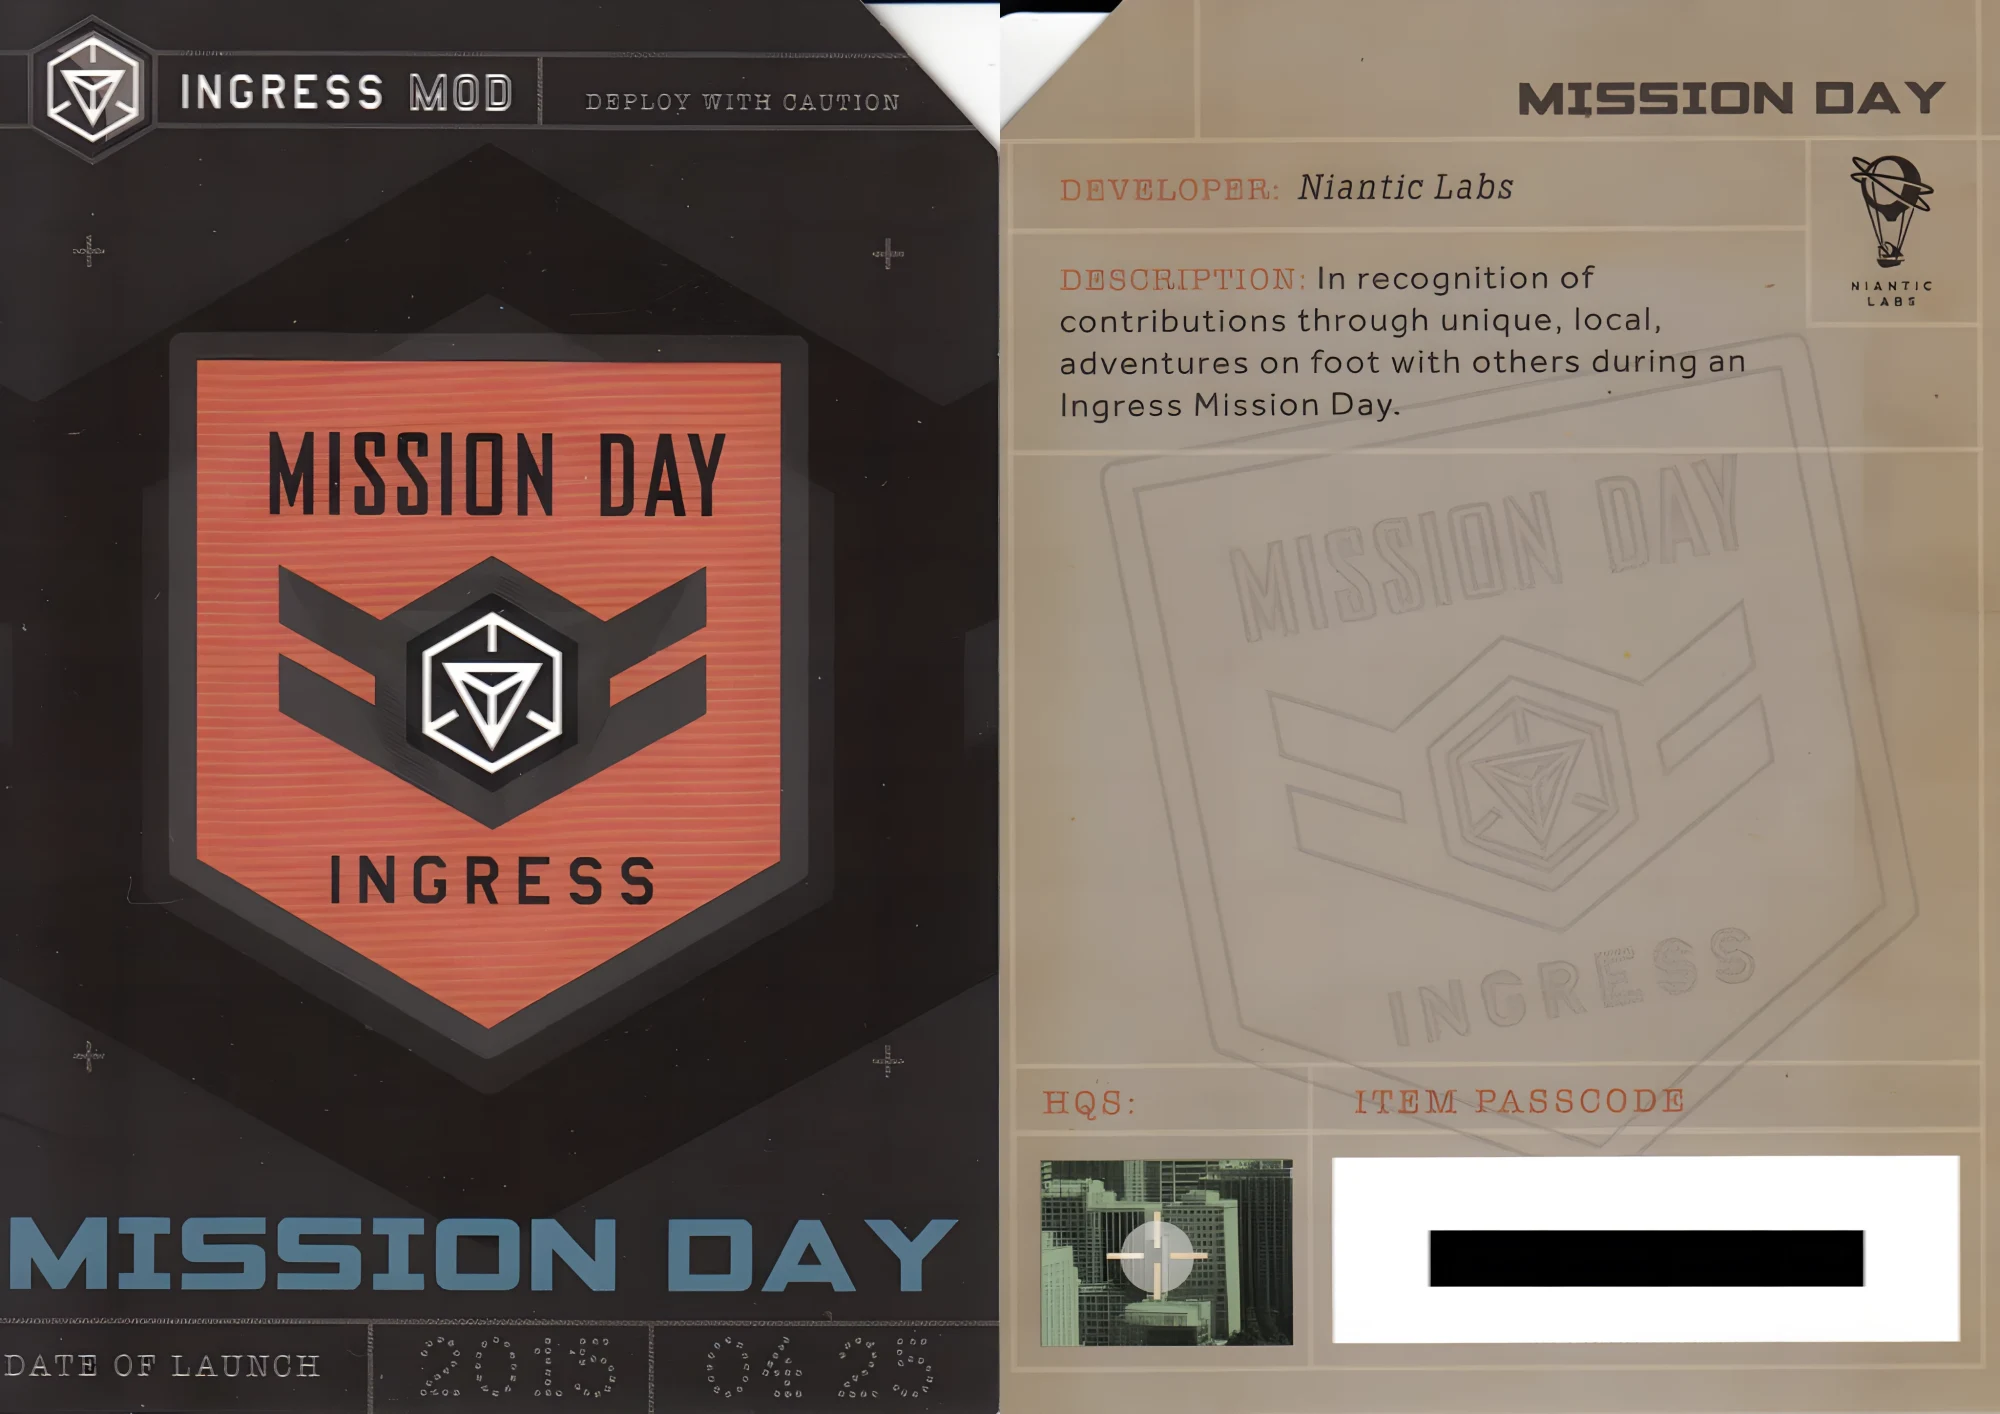 INGRESS MOD
DEPLOY WITH CAUTION
MISSION DAY
INGRESS
MISSION DAY
DATE OF LAUNCH
2015
04 25
MISSION DAY
DEVELOPER: Niantic Labs
NIANTIC
LABS
DESCRIPTION: In recognition of
contributions through unique, local,
adventures on foot with others during an
Ingress Mission Day.
MISSION DAY
INGRESS
HQS:
ITEM PASSCODE